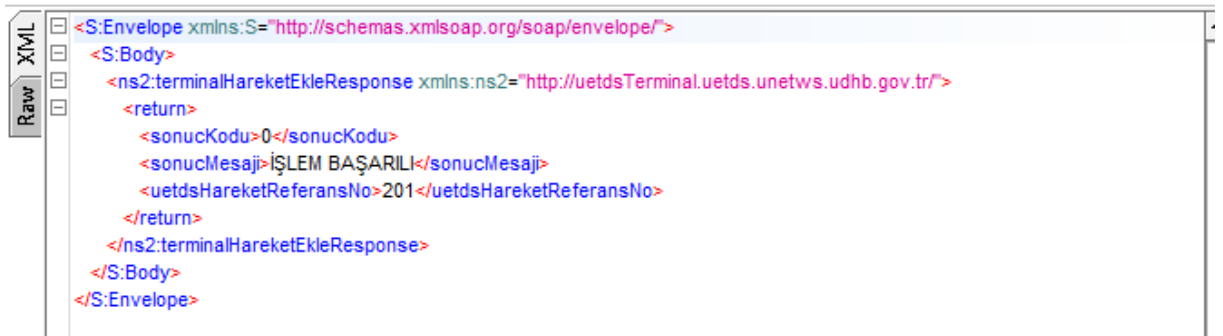 XML
Raw
<S:Envelope xmlns:S="http://schemas.xmlsoap.org/soap/envelope/">
<S:Body>
<ns2:terminalHareketEkleResponse xmlns:ns2="http://uetdsTerminal.uetds.unetws.udhb.gov.tr/">
<return>
<sonucKodu>0</sonucKodu>
<sonucMesaji>İŞLEM BAŞARILI</sonucMesaji>
<uetdsHareketReferansNo>201</uetdsHareketReferansNo>
</return>
</ns2:terminalHareketEkleResponse>
</S:Body>
</S:Envelope>